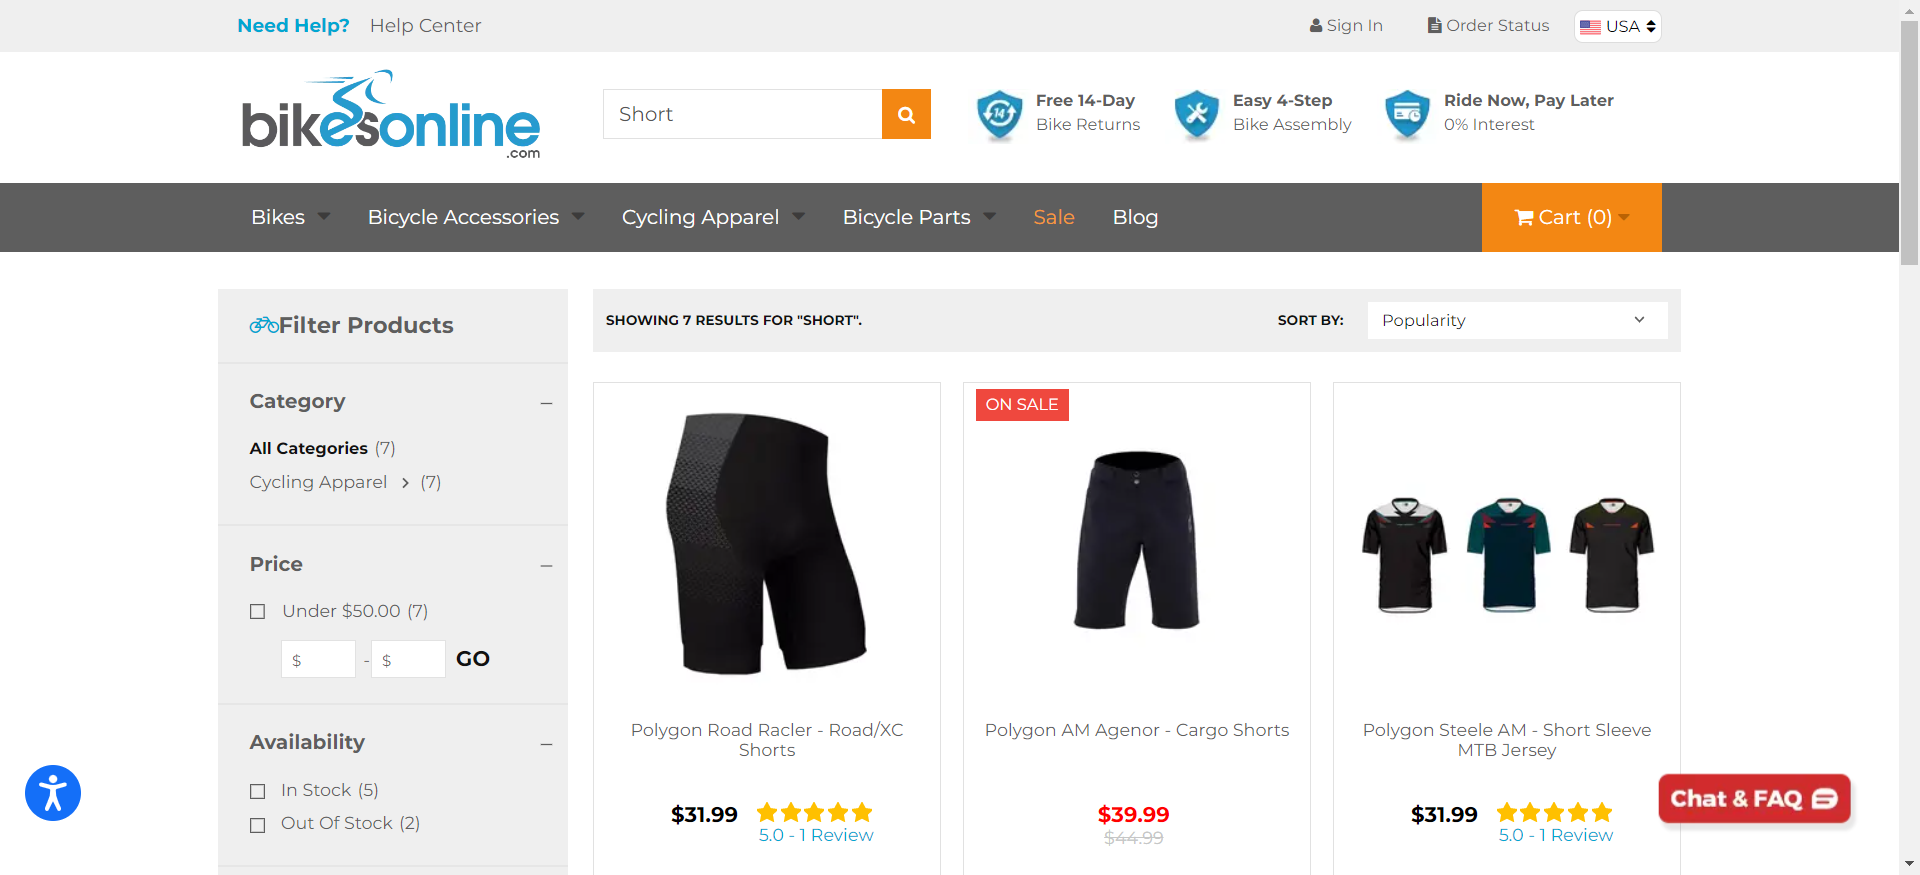 Need Help? Help Center
Sign In Order Status USA
bikesonline
.com
Short
14
Free 14-Day
Bike Returns
Easy 4-Step
Bike Assembly
Ride Now, Pay Later
0% Interest
Bikes Bicycle Accessories Cycling Apparel Bicycle Parts Sale Blog Cart (0)
Filter Products
Category –
All Categories (7)
Cycling Apparel > (7)
Price –
Under $50.00 (7)
$ - $ GO
Availability –
In Stock (5)
Out Of Stock (2)
SHOWING 7 RESULTS FOR "SHORT".
SORT BY: Popularity
Polygon Road Racler - Road/XC
Shorts
$31.99
5.0 - 1 Review
ON SALE
Polygon AM Agenor - Cargo Shorts
$39.99
$44.99
Polygon Steele AM - Short Sleeve
MTB Jersey
$31.99
5.0 - 1 Review
Chat & FAQ